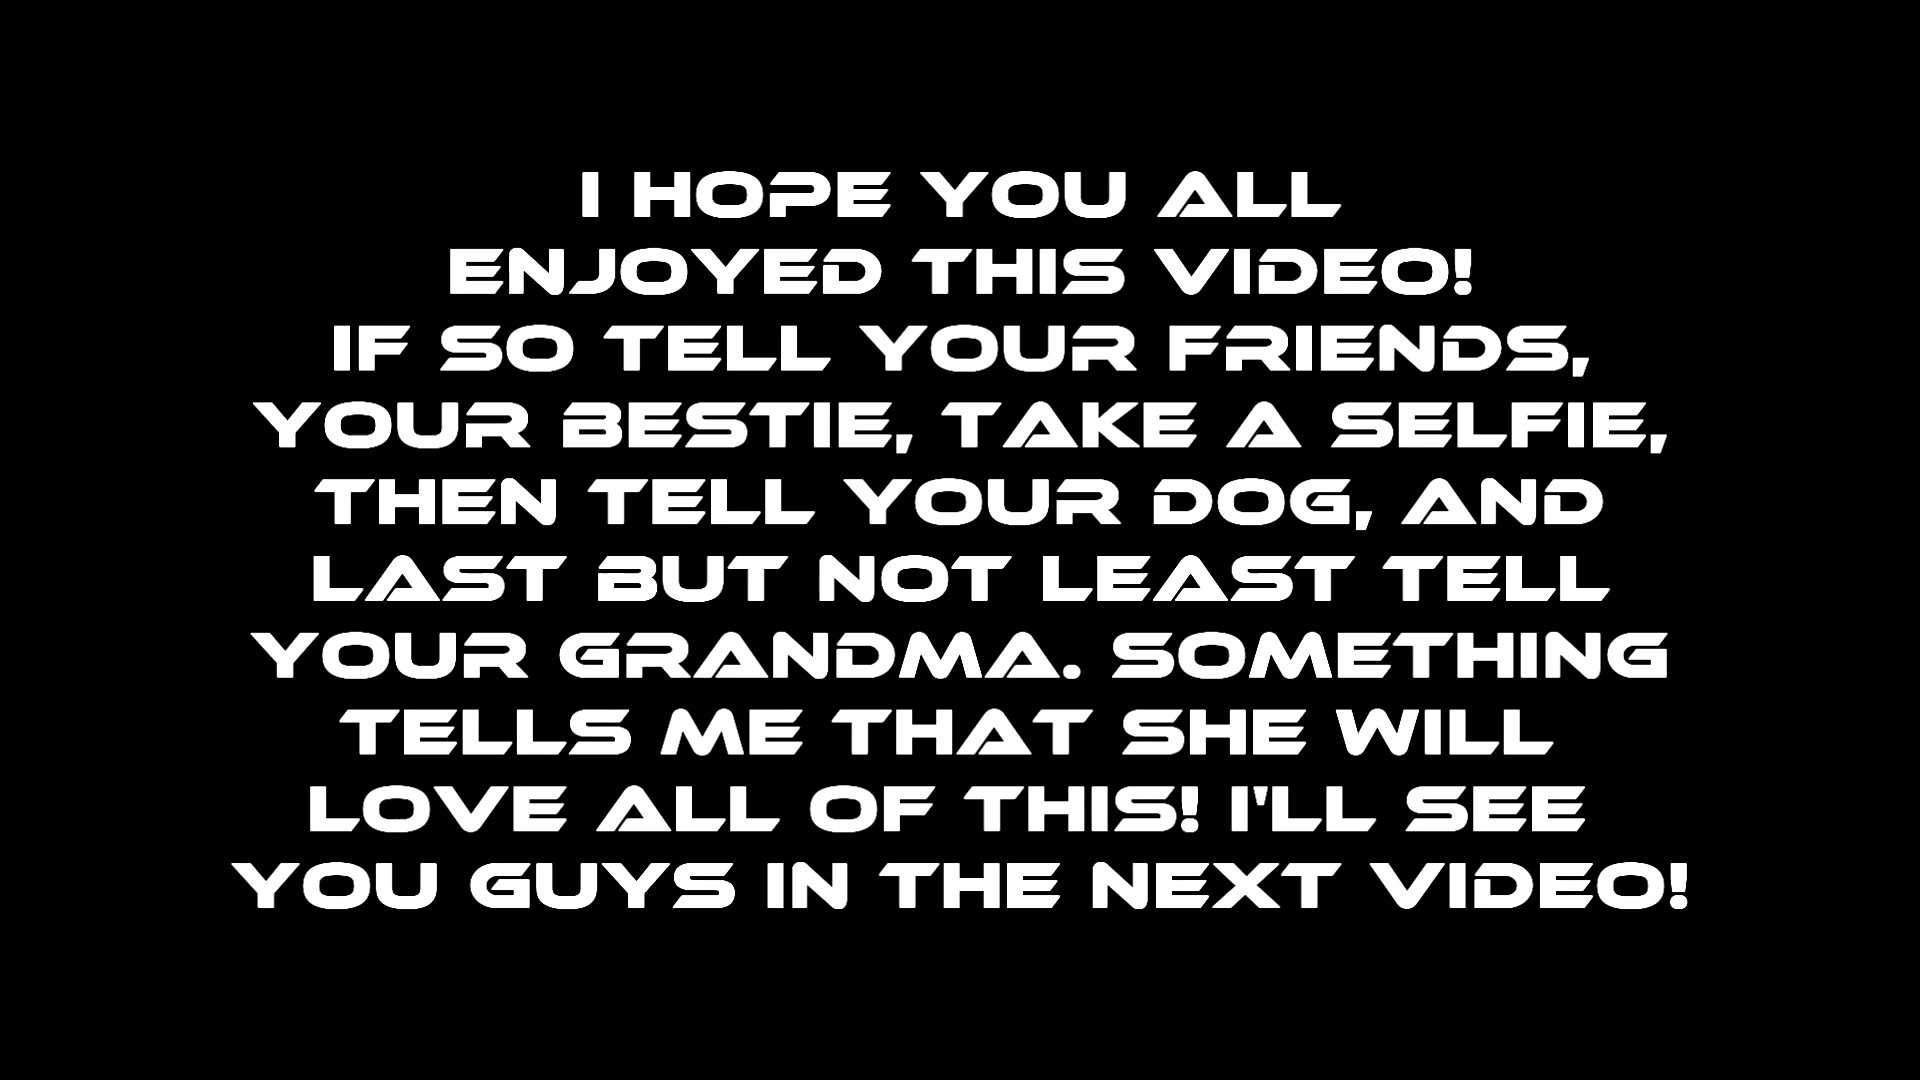 I HOPE YOU ALL
ENJOYED THIS VIDEO!
IF SO TELL YOUR FRIENDS,
YOUR BESTIE, TAKE A SELFIE,
THEN TELL YOUR DOG, AND
LAST BUT NOT LEAST TELL
YOUR GRANDMA. SOMETHING
TELLS ME THAT SHE WILL
LOVE ALL OF THIS! I'LL SEE
YOU GUYS IN THE NEXT VIDEO!